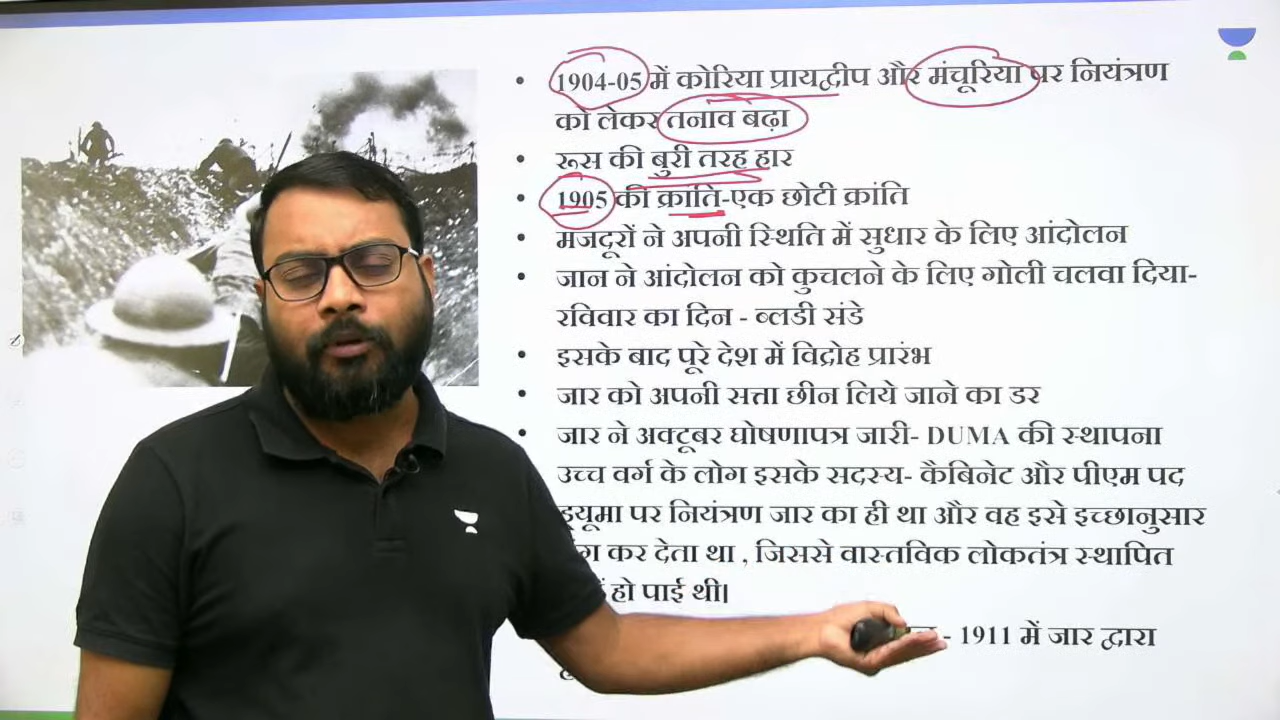 1904-05 में कोरिया प्रायद्वीप और मंचूरिया पर नियंत्रण
को लेकर तनाव बढ़ा
रूस की बुरी तरह हार
1905 की क्रांति-एक छोटी क्रांति
मजदूरों ने अपनी स्थिति में सुधार के लिए आंदोलन
जान ने आंदोलन को कुचलने के लिए गोली चलवा दिया-
रविवार का दिन - ब्लडी संडे
इसके बाद पूरे देश में विद्रोह प्रारंभ
जार को अपनी सत्ता छीन लिये जाने का डर
जार ने अक्टूबर घोषणापत्र जारी- DUMA की स्थापना
उच्च वर्ग के लोग इसके सदस्य- कैबिनेट और पीएम पद
ड्यूमा पर नियंत्रण जार का ही था और वह इसे इच्छानुसार
कर देता था , जिससे वास्तविक लोकतंत्र स्थापित
हो पाई थी।
- 1911 में जार द्वारा